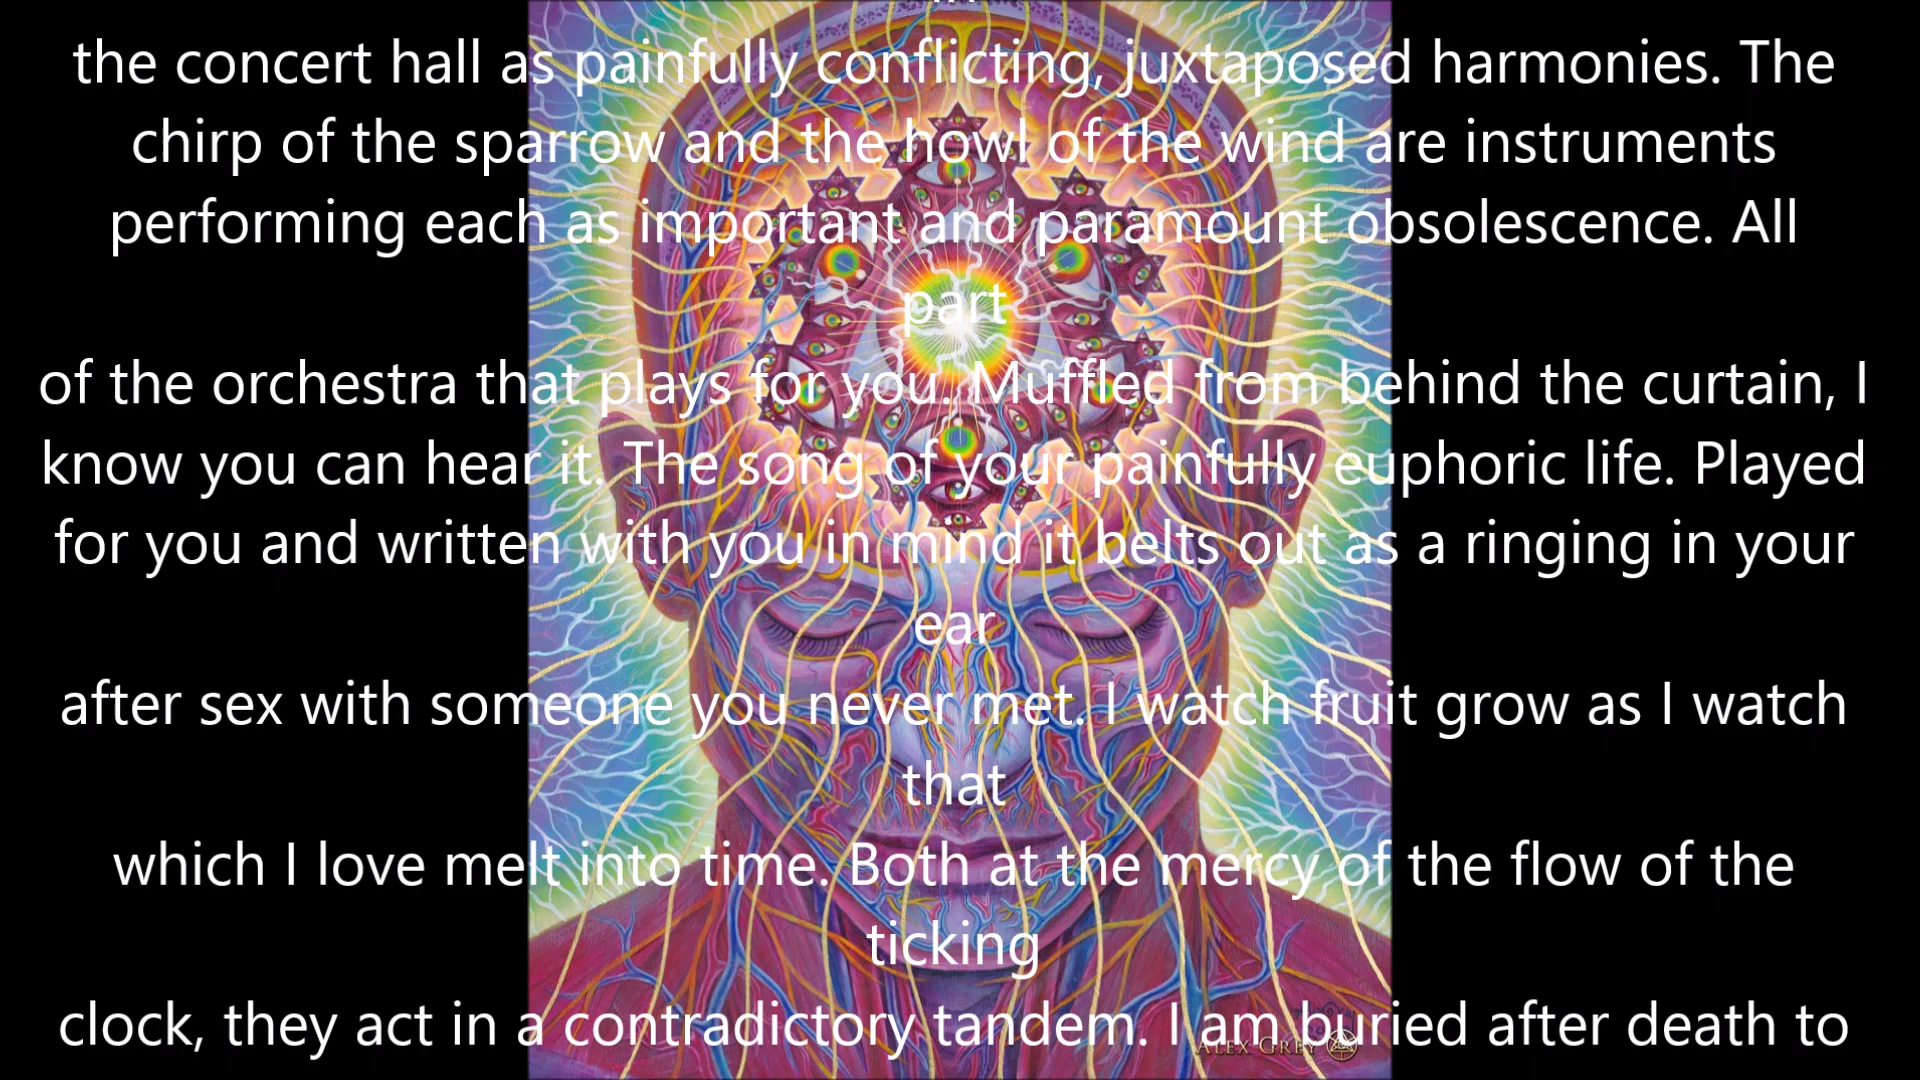 the concert hall as painfully conflicting, juxtaposed harmonies. The
chirp of the sparrow and the howl of the wind are instruments
performing each as important and paramount obsolescence. All
part
of the orchestra that plays for you. Muffled from behind the curtain, I
know you can hear it. The song of your painfully euphoric life. Played
for you and written with you in mind it belts out as a ringing in your
ear
after sex with someone you never met. I watch fruit grow as I watch
that
which I love melt into time. Both at the mercy of the flow of the
ticking
clock, they act in a contradictory tandem. I am buried after death to
ALEX GREY